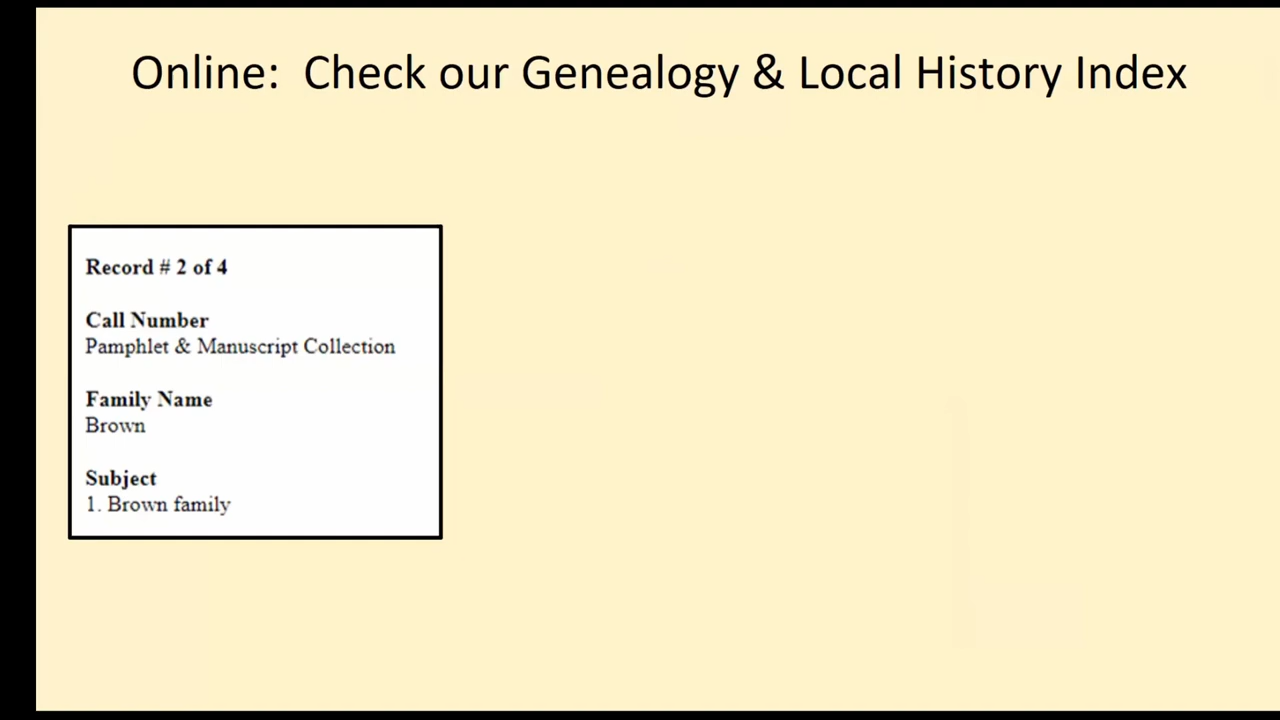 Online: Check our Genealogy & Local History Index
Record # 2 of 4
Call Number
Pamphlet & Manuscript Collection
Family Name
Brown
Subject
1. Brown family